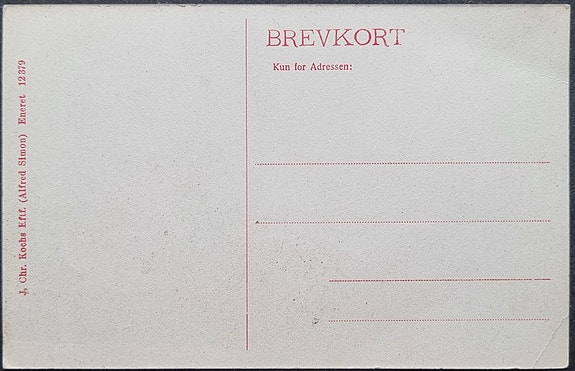 BREVKORT
Kun for Adressen:
J. Chr. Kochs Eftf. (Alfred Simon) Eneret 12379